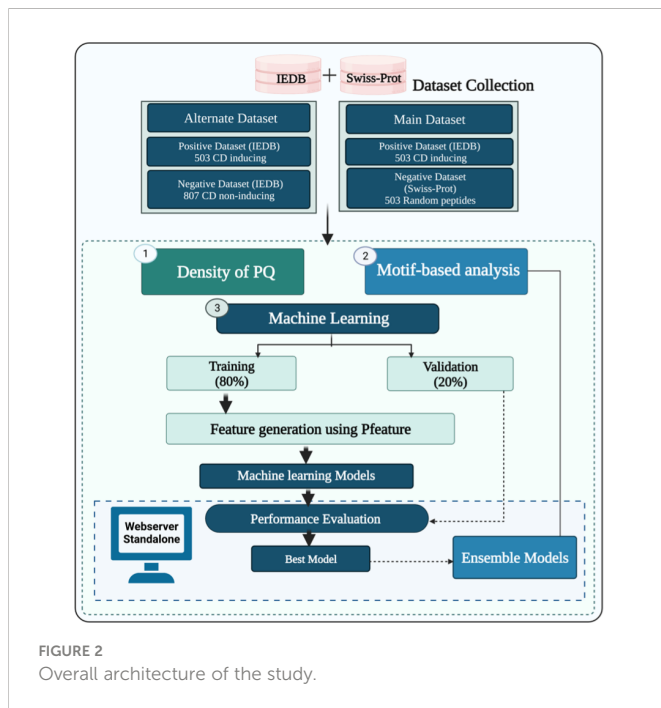 IEDB + Swiss-Prot
Dataset Collection
Alternate Dataset
Positive Dataset (IEDB)
503 CD inducing
Negative Dataset (IEDB)
807 CD non-inducing
Main Dataset
Positive Dataset (IEDB)
503 CD inducing
Negative Dataset
(Swiss-Prot)
503 Random peptides
1
Density of PQ
2
Motif-based analysis
3
Machine Learning
Training
(80%)
Validation
(20%)
Feature generation using Pfeature
Machine learning Models
Webserver
Standalone
Performance Evaluation
Best Model
Ensemble Models
FIGURE 2
Overall architecture of the study.